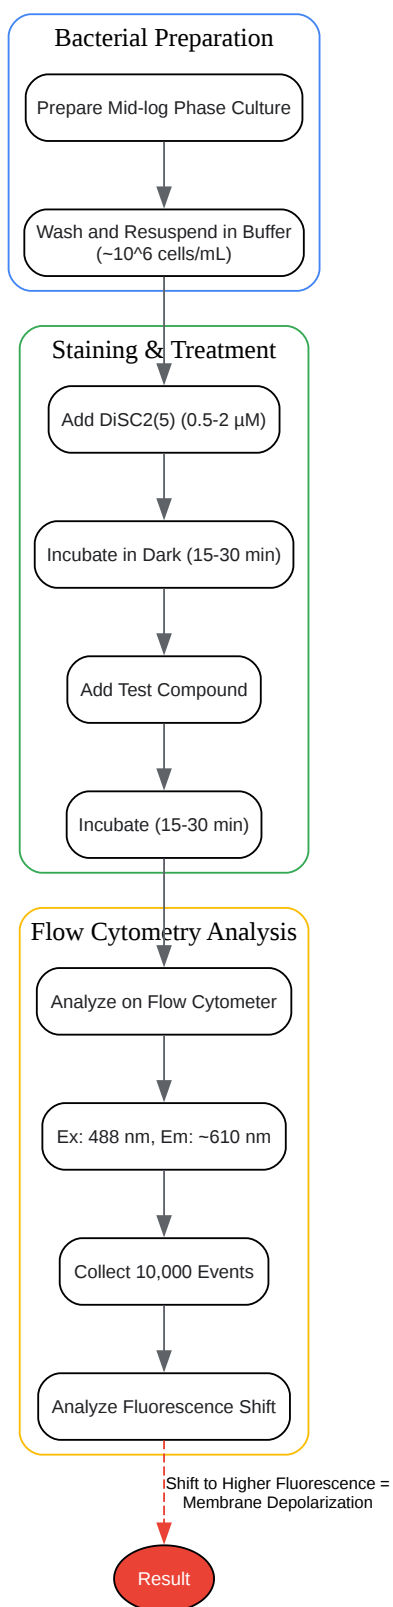 Bacterial Preparation
Prepare Mid-log Phase Culture
Wash and Resuspend in Buffer
(~10^6 cells/mL)
Staining & Treatment
Add DiSC2(5) (0.5-2 µM)
Incubate in Dark (15-30 min)
Add Test Compound
Incubate (15-30 min)
Flow Cytometry Analysis
Analyze on Flow Cytometer
Ex: 488 nm, Em: ~610 nm
Collect 10,000 Events
Analyze Fluorescence Shift
Shift to Higher Fluorescence =
Membrane Depolarization
Result